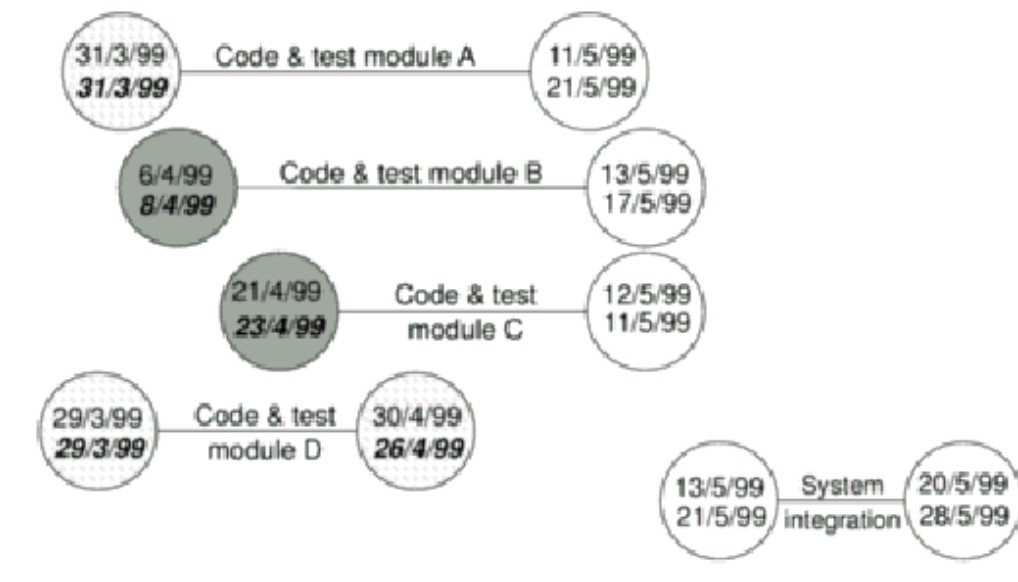 31/3/99
31/3/99
Code & test module A
11/5/99
21/5/99
6/4/99
8/4/99
Code & test module B
13/5/99
17/5/99
21/4/99
23/4/99
Code & test
module C
12/5/99
11/5/99
29/3/99
29/3/99
Code & test
module D
30/4/99
26/4/99
13/5/99
21/5/99
System
integration
20/5/99
28/5/99